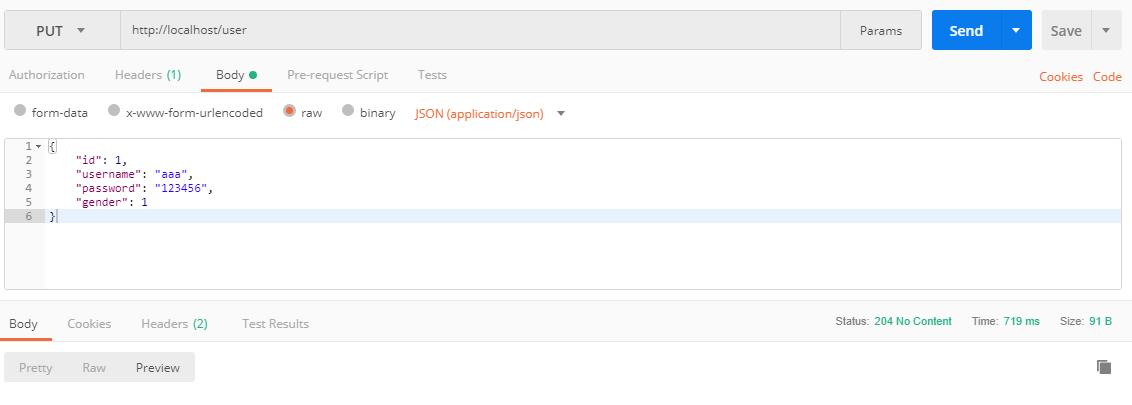 PUT http://localhost/user Params Send Save
Authorization Headers (1) Body Pre-request Script Tests Cookies Code
form-data x-www-form-urlencoded raw binary JSON (application/json)
1 {
2 "id": 1,
3 "username": "aaa",
4 "password": "123456",
5 "gender": 1
6 }
Body Cookies Headers (2) Test Results Status: 204 No Content Time: 719 ms Size: 91 B
Pretty Raw Preview